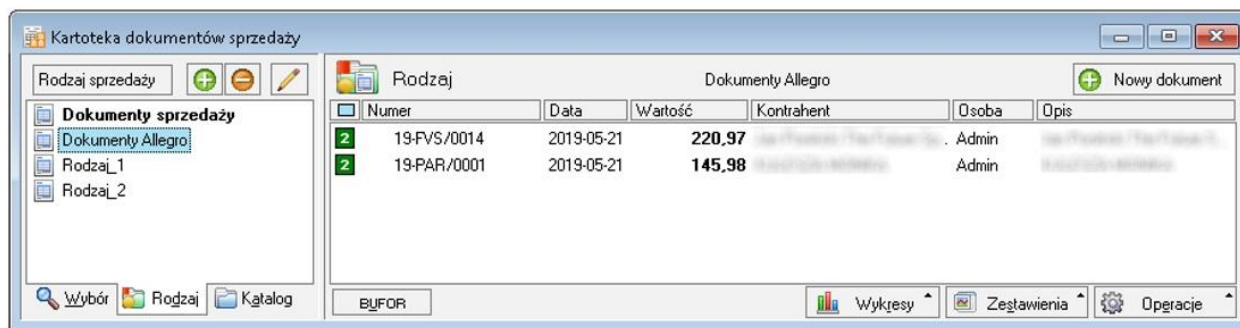 Kartoteka dokumentów sprzedaży
Rodzaj sprzedaży
Dokumenty sprzedaży
Dokumenty Allegro
Rodzaj_1
Rodzaj_2
Wybór Rodzaj Katalog
Rodzaj Dokumenty Allegro Nowy dokument
Numer Data Wartość Kontrahent Osoba Opis
2 19-FVS/0014 2019-05-21 220,97 Admin
2 19-PAR/0001 2019-05-21 145,98 Admin
BUFOR Wykresy Zestawienia Operacje